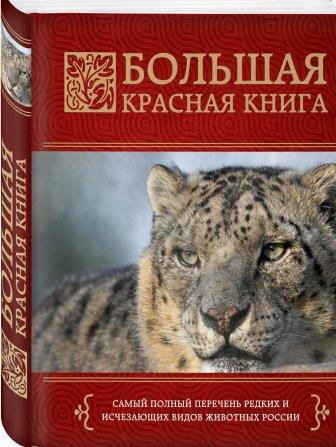 БОЛЬШАЯ
КРАСНАЯ КНИГА
САМЫЙ ПОЛНЫЙ ПЕРЕЧЕНЬ РЕДКИХ И
ИСЧЕЗАЮЩИХ ВИДОВ ЖИВОТНЫХ РОССИИ
БОЛЬШАЯ
КРАСНАЯ КНИГА